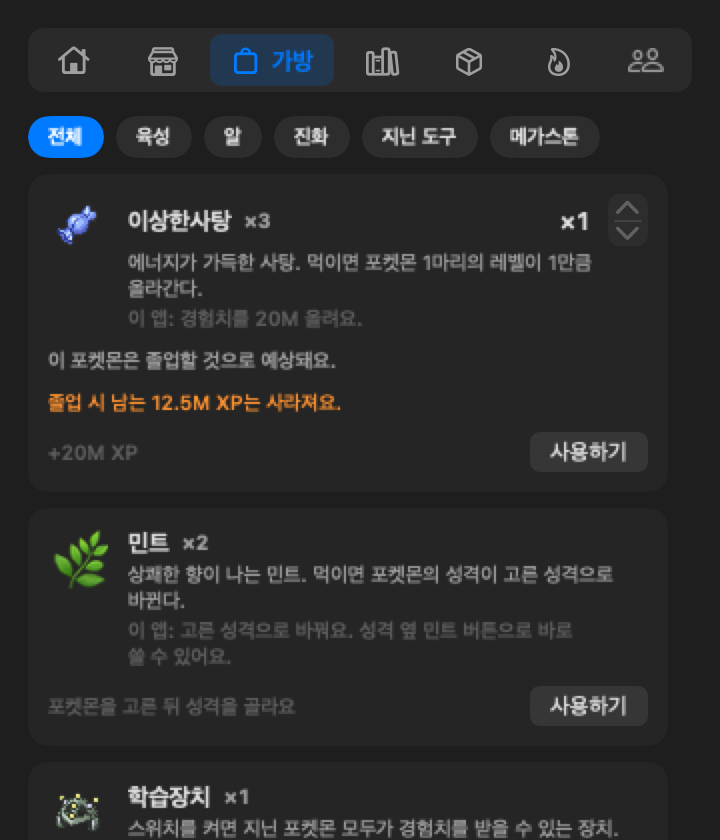 가방
전체 육성 알 진화 지닌 도구 메가스톤
이상한사탕 ×3 ×1
에너지가 가득한 사탕. 먹이면 포켓몬 1마리의 레벨이 1만큼
올라간다.
이 앱: 경험치를 20M 올려요.
이 포켓몬은 졸업할 것으로 예상돼요.
졸업 시 남는 12.5M XP는 사라져요.
+20M XP 사용하기
민트 ×2
상쾌한 향이 나는 민트. 먹이면 포켓몬의 성격이 고른 성격으로
바뀐다.
이 앱: 고른 성격으로 바꿔요. 성격 옆 민트 버튼으로 바로
쓸 수 있어요.
포켓몬을 고른 뒤 성격을 골라요 사용하기
학습장치 ×1
스위치를 켜면 지닌 포켓몬 모두가 경험치를 받을 수 있는 장치.